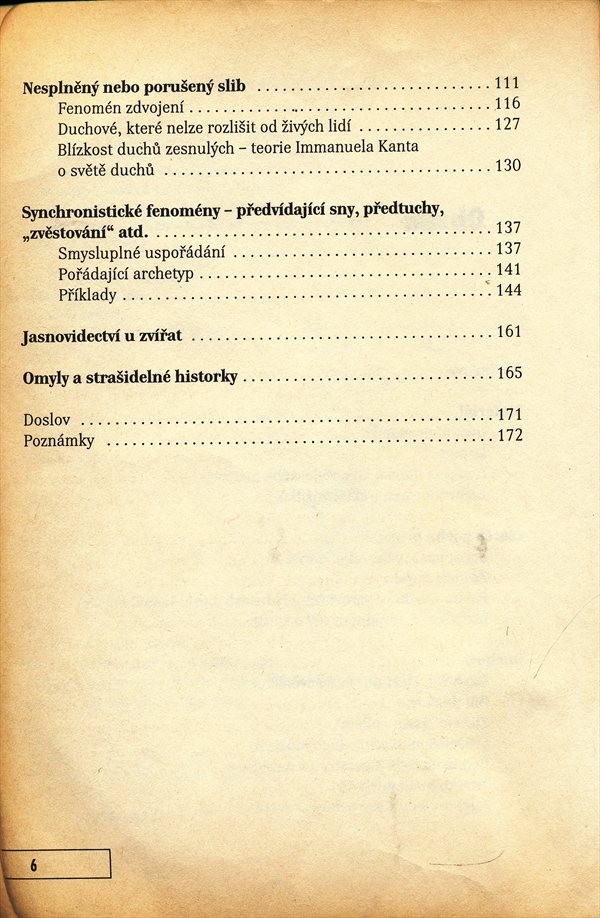 Nesplněný nebo porušený slib . . . . . . . . . . . . . . . . . . . . . . . . . . . . 111
Fenomén zdvojení . . . . . . . . . . . . . . . . . . . . . . . . . . . . . . . . . . . . 116
Duchové, které nelze rozlišit od živých lidí . . . . . . . . . . . . . . . . 127
Blízkost duchů zesnulých – teorie Immanuela Kanta
o světě duchů . . . . . . . . . . . . . . . . . . . . . . . . . . . . . . . . . . . . . . . 130
Synchronistické fenomény – předvídající sny, předtuchy,
„zvěstování“ atd. . . . . . . . . . . . . . . . . . . . . . . . . . . . . . . . . . . . . . . . . 137
Smysluplné uspořádání . . . . . . . . . . . . . . . . . . . . . . . . . . . . . . . 137
Pořádající archetyp . . . . . . . . . . . . . . . . . . . . . . . . . . . . . . . . . . . 141
Příklady . . . . . . . . . . . . . . . . . . . . . . . . . . . . . . . . . . . . . . . . . . . . 144
Jasnovidectví u zvířat . . . . . . . . . . . . . . . . . . . . . . . . . . . . . . . . . . . . 161
Omyly a strašidelné historky . . . . . . . . . . . . . . . . . . . . . . . . . . . . . . 165
Doslov . . . . . . . . . . . . . . . . . . . . . . . . . . . . . . . . . . . . . . . . . . . . . . . . . 171
Poznámky . . . . . . . . . . . . . . . . . . . . . . . . . . . . . . . . . . . . . . . . . . . . . . 172
6